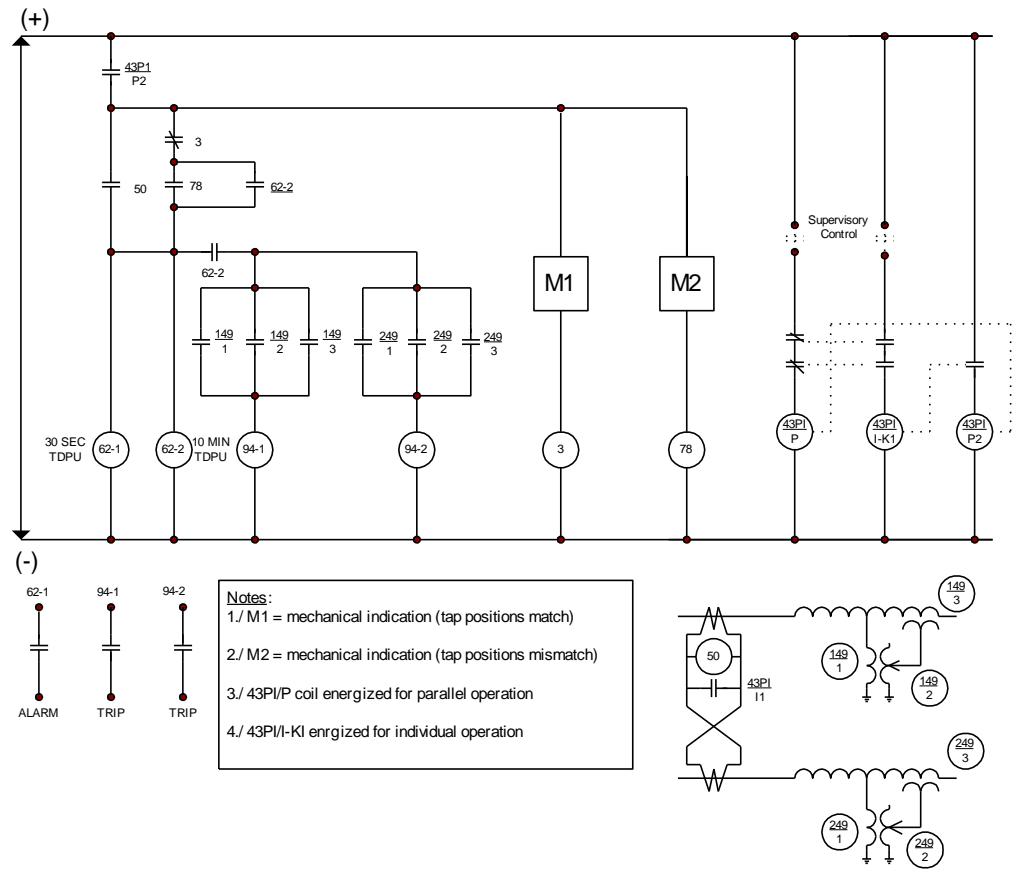 (+)
43P1
P2
3
50
78
62-2
62-2
149
1
149
2
149
3
249
1
249
2
249
3
M1
M2
Supervisory
Control
30 SEC
TDPU
62-1
62-2
10 MIN
TDPU
94-1
94-2
3
78
43PI
P
43PI
I-K1
43PI
P2
(-)
62-1
94-1
94-2
ALARM
TRIP
TRIP
Notes:
1./ M1 = mechanical indication (tap positions match)
2./ M2 = mechanical indication (tap positions mismatch)
3./ 43PI/P coil energized for parallel operation
4./ 43PI/I-KI enrgized for individual operation
149
3
50
43PI
I1
149
1
149
2
249
3
249
1
249
2